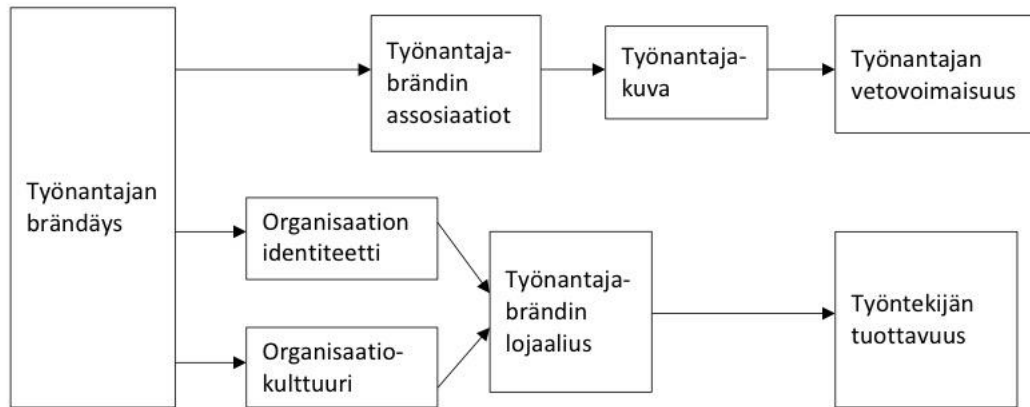 Työnantajan
brändäys
Työnantaja-
brändin
assosiaatiot
Työnantaja-
kuva
Työnantajan
vetovoimaisuus
Organisaation
identiteetti
Organisaatio-
kulttuuri
Työnantaja-
brändin
lojaalius
Työntekijän
tuottavuus